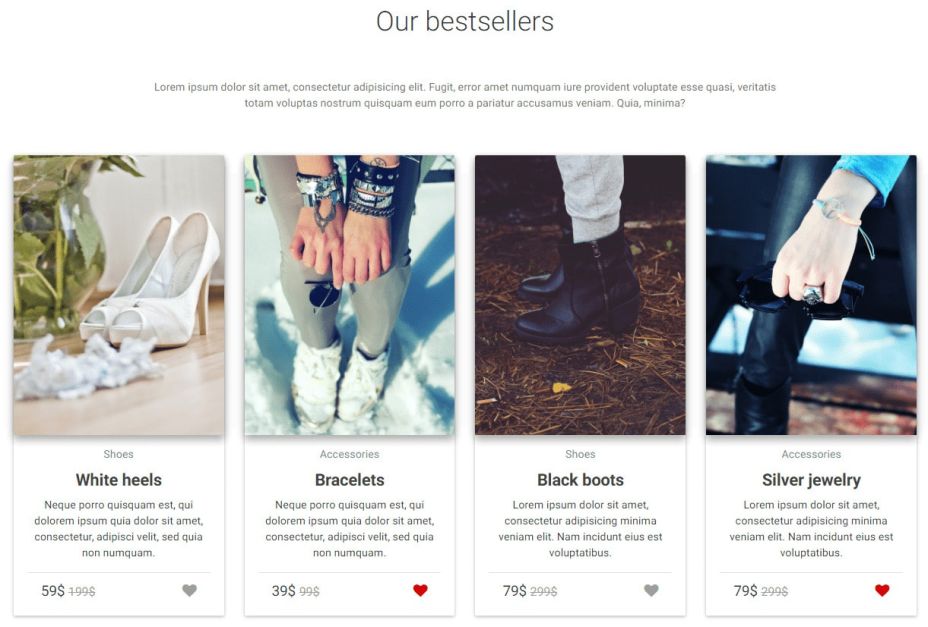 Our bestsellers
Lorem ipsum dolor sit amet, consectetur adipisicing elit. Fugit, error amet numquam iure provident voluptate esse quasi, veritatis
totam voluptas nostrum quisquam eum porro a pariatur accusamus veniam. Quia, minima?
Shoes
White heels
Neque porro quisquam est, qui
dolorem ipsum quia dolor sit amet,
consectetur, adipisci velit, sed quia
non numquam.
59$ 199$
Accessories
Bracelets
Neque porro quisquam est, qui
dolorem ipsum quia dolor sit amet,
consectetur, adipisci velit, sed quia
non numquam.
39$ 99$
Shoes
Black boots
Lorem ipsum dolor sit amet,
consectetur adipisicing minima
veniam elit. Nam incidunt eius est
voluptatibus.
79$ 299$
Accessories
Silver jewelry
Lorem ipsum dolor sit amet,
consectetur adipisicing minima
veniam elit. Nam incidunt eius est
voluptatibus.
79$ 299$